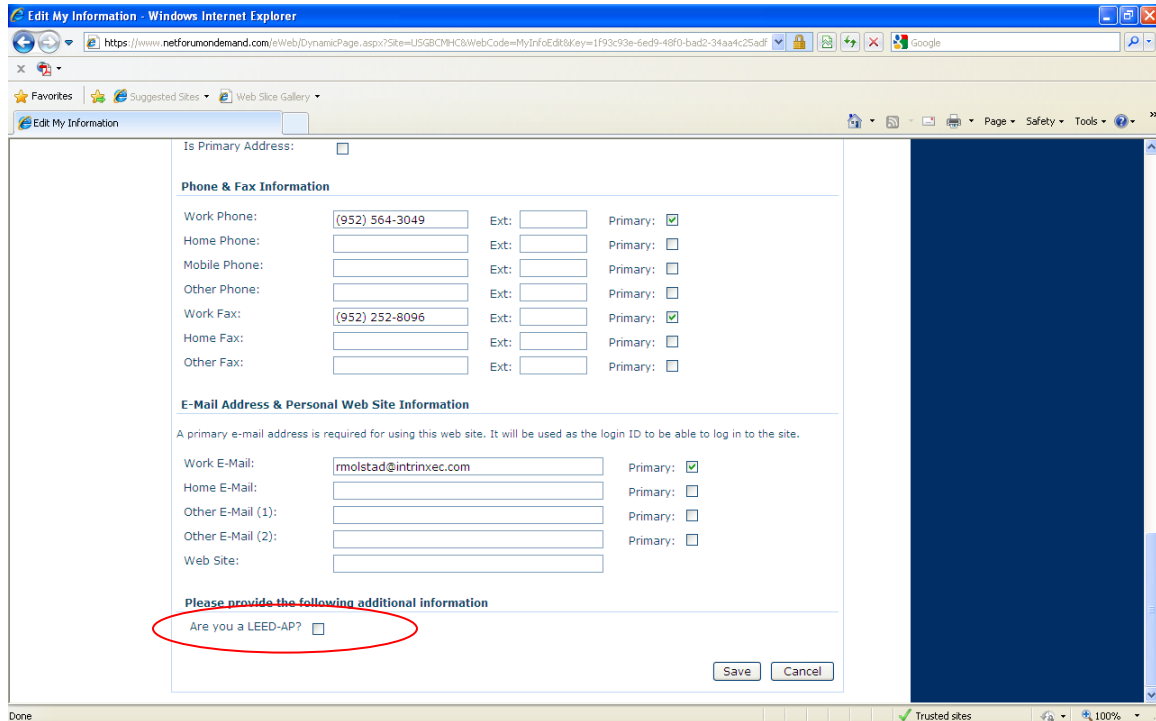 Edit My Information - Windows Internet Explorer
https://www.netforumondemand.com/eWeb/DynamicPage.aspx?Site=USGBCMHC&WebCode=MyInfoEdit&Key=1f93c93e-6ed9-48f0-bad2-34aa4c25adf Google
Favorites Suggested Sites Web Slice Gallery
Edit My Information Page Safety Tools »
Is Primary Address:
Phone & Fax Information
Work Phone: (952) 564-3049 Ext: Primary:
Home Phone: Ext: Primary:
Mobile Phone: Ext: Primary:
Other Phone: Ext: Primary:
Work Fax: (952) 252-8096 Ext: Primary:
Home Fax: Ext: Primary:
Other Fax: Ext: Primary:
E-Mail Address & Personal Web Site Information
A primary e-mail address is required for using this web site. It will be used as the login ID to be able to log in to the site.
Work E-Mail: rmolstad@intrinxec.com Primary:
Home E-Mail: Primary:
Other E-Mail (1): Primary:
Other E-Mail (2): Primary:
Web Site:
Please provide the following additional information
Are you a LEED-AP?
Save Cancel
Done Trusted sites 100%